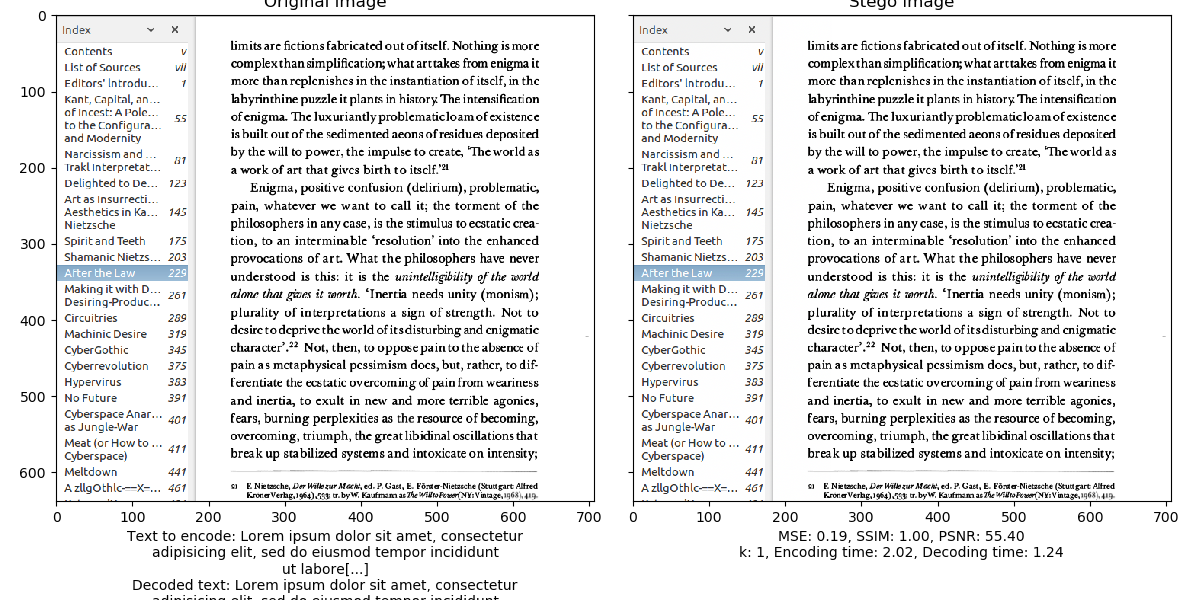 Original Image
Index
Contents v
List of Sources vii
Editors' Introdu... 1
Kant, Capital, an...
of Incest: A Pole...
to the Configura... 55
and Modernity
Narcissism and ...
Trakl Interpretat... 81
Delighted to De... 123
Art as Insurrecti...
Aesthetics in Ka... 145
Nietzsche
Spirit and Teeth 175
Shamanic Nietzs... 203
After the Law 229
Making it with D...
Desiring-Produc... 261
Circuitries 289
Machinic Desire 319
CyberGothic 345
Cyberrevolution 375
Hypervirus 383
No Future 391
Cyberspace Anar...
as Jungle-War 401
Meat (or How to ...
Cyberspace) 411
Meltdown 441
A zllgOthlc-==X=... 461
limits are fictions fabricated out of itself. Nothing is more
complex than simplification; what art takes from enigma it
more than replenishes in the instantiation of itself, in the
labyrinthine puzzle it plants in history. The intensification
of enigma. The luxuriantly problematic loam of existence
is built out of the sedimented aeons of residues deposited
by the will to power, the impulse to create, 'The world as
a work of art that gives birth to itself.'21
Enigma, positive confusion (delirium), problematic,
pain, whatever we want to call it; the torment of the
philosophers in any case, is the stimulus to ecstatic crea-
tion, to an interminable 'resolution' into the enhanced
provocations of art. What the philosophers have never
understood is this: it is the unintelligibility of the world
alone that gives it worth. 'Inertia needs unity (monism);
plurality of interpretations a sign of strength. Not to
desire to deprive the world of its disturbing and enigmatic
character'.22 Not, then, to oppose pain to the absence of
pain as metaphysical pessimism does, but, rather, to dif-
ferentiate the ecstatic overcoming of pain from weariness
and inertia, to exult in new and more terrible agonies,
fears, burning perplexities as the resource of becoming,
overcoming, triumph, the great libidinal oscillations that
break up stabilized systems and intoxicate on intensity;
21 F. Nietzsche, Der Wille zur Macht, ed. P. Gast, E. Förster-Nietzsche (Stuttgart: Alfred
Kroner Verlag, 1964), 553; tr. by W. Kaufmann as The Will to Power (NY: Vintage, 1968), 419.
0
100
200
300
400
500
600
0 100 200 300 400 500 600 700
Text to encode: Lorem ipsum dolor sit amet, consectetur
adipisicing elit, sed do eiusmod tempor incididunt
ut labore[...]
Decoded text: Lorem ipsum dolor sit amet, consectetur
adipisicing elit, sed do eiusmod tempor incididunt
Stego Image
Index
Contents v
List of Sources vii
Editors' Introdu... 1
Kant, Capital, an...
of Incest: A Pole...
to the Configura... 55
and Modernity
Narcissism and ...
Trakl Interpretat... 81
Delighted to De... 123
Art as Insurrecti...
Aesthetics in Ka... 145
Nietzsche
Spirit and Teeth 175
Shamanic Nietzs... 203
After the Law 229
Making it with D...
Desiring-Produc... 261
Circuitries 289
Machinic Desire 319
CyberGothic 345
Cyberrevolution 375
Hypervirus 383
No Future 391
Cyberspace Anar...
as Jungle-War 401
Meat (or How to ...
Cyberspace) 411
Meltdown 441
A zllgOthlc-==X=... 461
limits are fictions fabricated out of itself. Nothing is more
complex than simplification; what art takes from enigma it
more than replenishes in the instantiation of itself, in the
labyrinthine puzzle it plants in history. The intensification
of enigma. The luxuriantly problematic loam of existence
is built out of the sedimented aeons of residues deposited
by the will to power, the impulse to create, 'The world as
a work of art that gives birth to itself.'21
Enigma, positive confusion (delirium), problematic,
pain, whatever we want to call it; the torment of the
philosophers in any case, is the stimulus to ecstatic crea-
tion, to an interminable 'resolution' into the enhanced
provocations of art. What the philosophers have never
understood is this: it is the unintelligibility of the world
alone that gives it worth. 'Inertia needs unity (monism);
plurality of interpretations a sign of strength. Not to
desire to deprive the world of its disturbing and enigmatic
character'.22 Not, then, to oppose pain to the absence of
pain as metaphysical pessimism does, but, rather, to dif-
ferentiate the ecstatic overcoming of pain from weariness
and inertia, to exult in new and more terrible agonies,
fears, burning perplexities as the resource of becoming,
overcoming, triumph, the great libidinal oscillations that
break up stabilized systems and intoxicate on intensity;
21 F. Nietzsche, Der Wille zur Macht, ed. P. Gast, E. Förster-Nietzsche (Stuttgart: Alfred
Kroner Verlag, 1964), 553; tr. by W. Kaufmann as The Will to Power (NY: Vintage, 1968), 419.
0 100 200 300 400 500 600 700
MSE: 0.19, SSIM: 1.00, PSNR: 55.40
k: 1, Encoding time: 2.02, Decoding time: 1.24